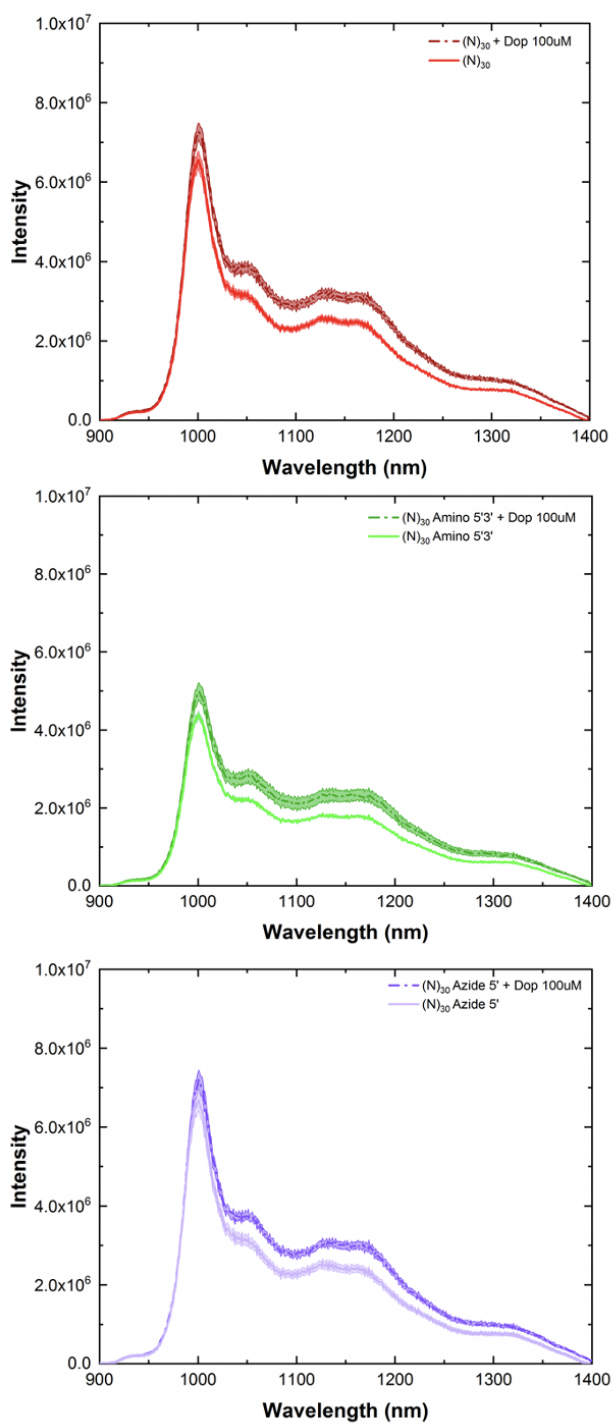 (N)₃₀ + Dop 100uM
(N)₃₀
1.0x10⁷
8.0x10⁶
6.0x10⁶
4.0x10⁶
2.0x10⁶
0.0
Intensity
900 1000 1100 1200 1300 1400
Wavelength (nm)
(N)₃₀ Amino 5'3' + Dop 100uM
(N)₃₀ Amino 5'3'
1.0x10⁷
8.0x10⁶
6.0x10⁶
4.0x10⁶
2.0x10⁶
0.0
Intensity
900 1000 1100 1200 1300 1400
Wavelength (nm)
(N)₃₀ Azide 5' + Dop 100uM
(N)₃₀ Azide 5'
1.0x10⁷
8.0x10⁶
6.0x10⁶
4.0x10⁶
2.0x10⁶
0.0
Intensity
900 1000 1100 1200 1300 1400
Wavelength (nm)